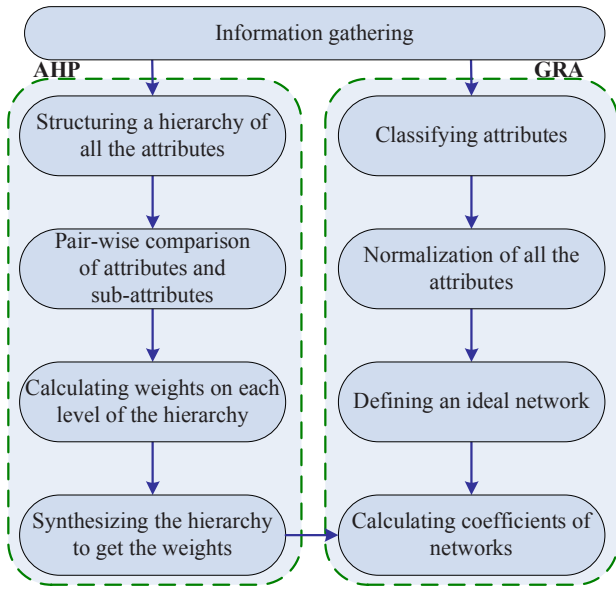 Information gathering
AHP
GRA
Structuring a hierarchy of
all the attributes
Pair-wise comparison
of attributes and
sub-attributes
Calculating weights on each
level of the hierarchy
Synthesizing the hierarchy
to get the weights
Classifying attributes
Normalization of all the
attributes
Defining an ideal network
Calculating coefficients of
networks